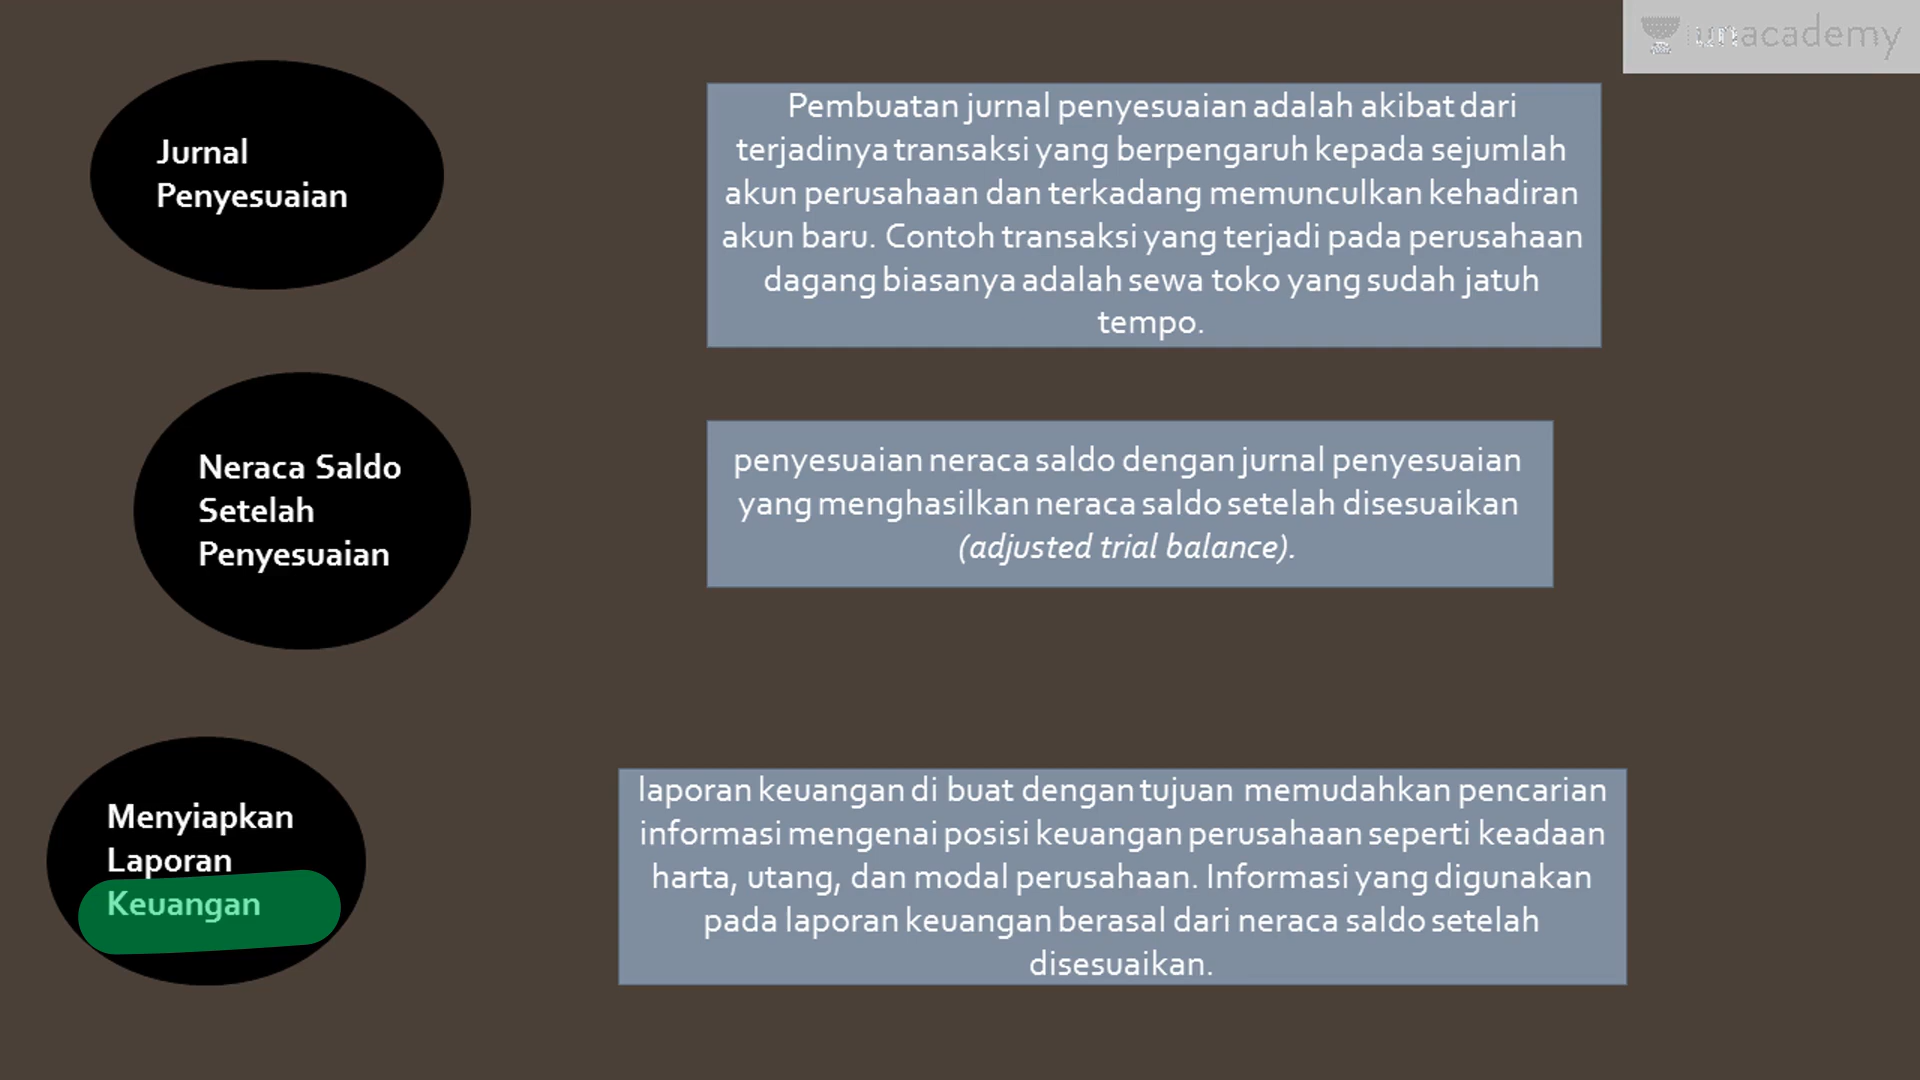 unacademy
Jurnal
Penyesuaian
Pembuatan jurnal penyesuaian adalah akibat dari
terjadinya transaksi yang berpengaruh kepada sejumlah
akun perusahaan dan terkadang memunculkan kehadiran
akun baru. Contoh transaksi yang terjadi pada perusahaan
dagang biasanya adalah sewa toko yang sudah jatuh
tempo.
Neraca Saldo
Setelah
Penyesuaian
penyesuaian neraca saldo dengan jurnal penyesuaian
yang menghasilkan neraca saldo setelah disesuaikan
(adjusted trial balance).
Menyiapkan
Laporan
Keuangan
laporan keuangan di buat dengan tujuan memudahkan pencarian
informasi mengenai posisi keuangan perusahaan seperti keadaan
harta, utang, dan modal perusahaan. Informasi yang digunakan
pada laporan keuangan berasal dari neraca saldo setelah
disesuaikan.